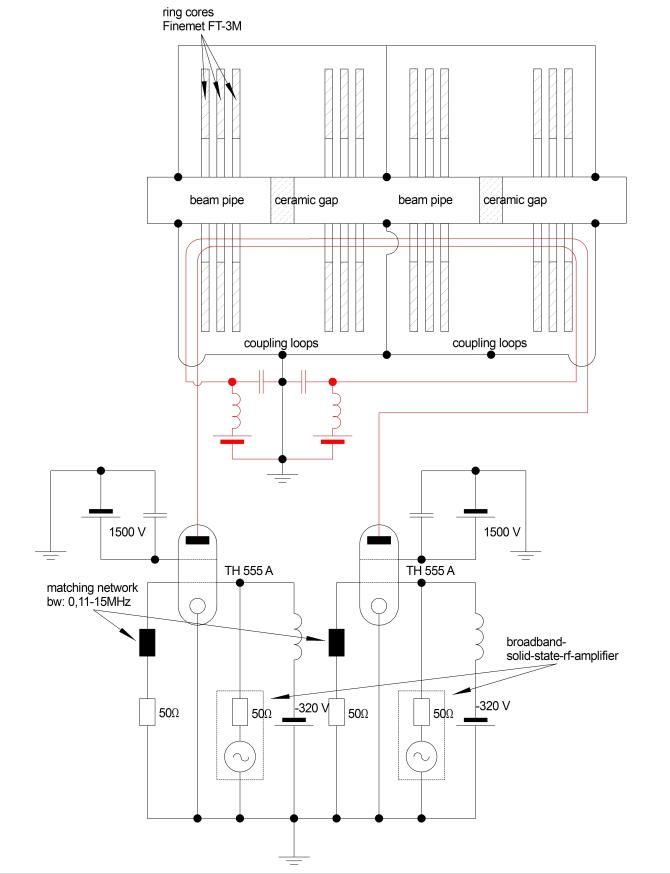 ring cores
Finemet FT-3M
beam pipe
ceramic gap
beam pipe
ceramic gap
coupling loops
coupling loops
1500 V
1500 V
TH 555 A
TH 555 A
matching network
bw: 0,11-15MHz
broadband-
solid-state-rf-amplifier
50Ω
50Ω
-320 V
50Ω
50Ω
-320 V